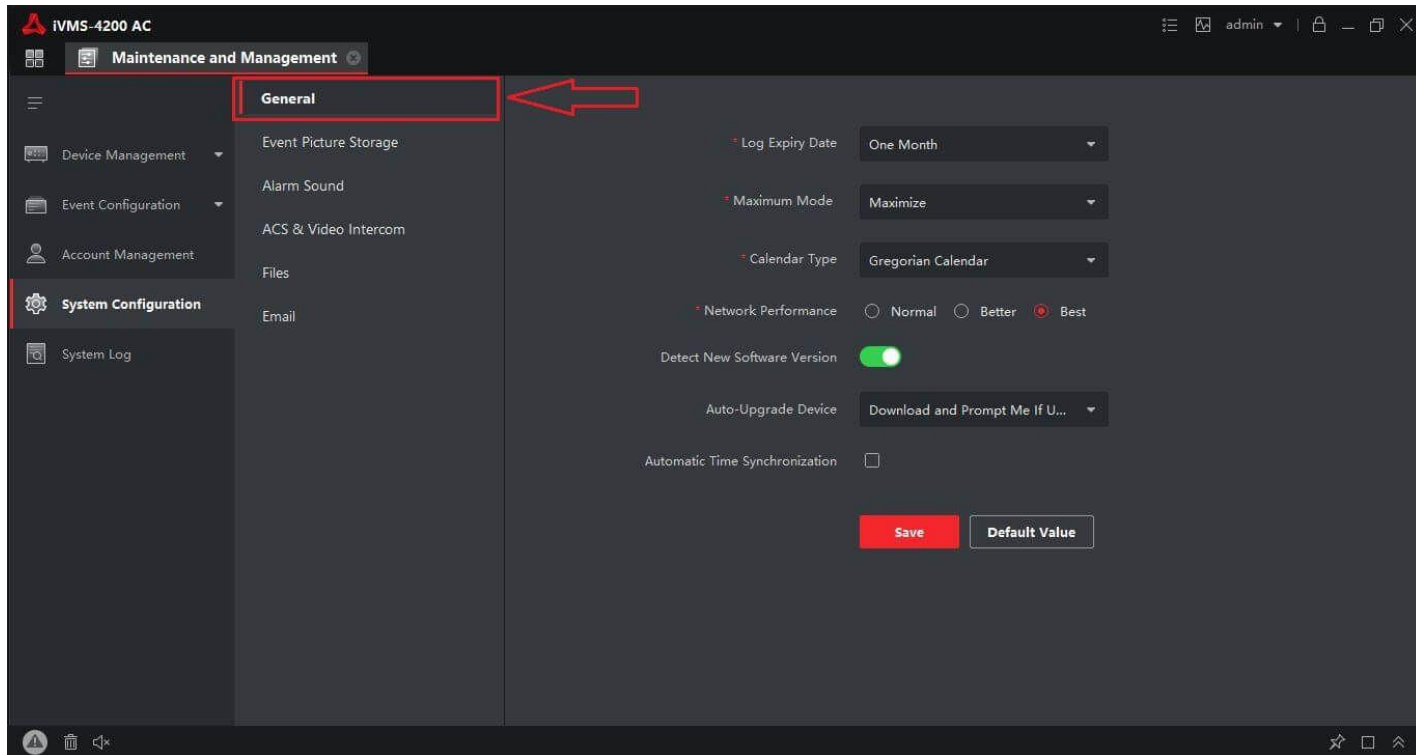 iVMS-4200 AC
admin
Maintenance and Management
General
Device Management
Event Configuration
Account Management
System Configuration
System Log
Event Picture Storage
Alarm Sound
ACS & Video Intercom
Files
Email
* Log Expiry Date One Month
* Maximum Mode Maximize
* Calendar Type Gregorian Calendar
* Network Performance Normal Better Best
Detect New Software Version
Auto-Upgrade Device Download and Prompt Me If U...
Automatic Time Synchronization
Save Default Value